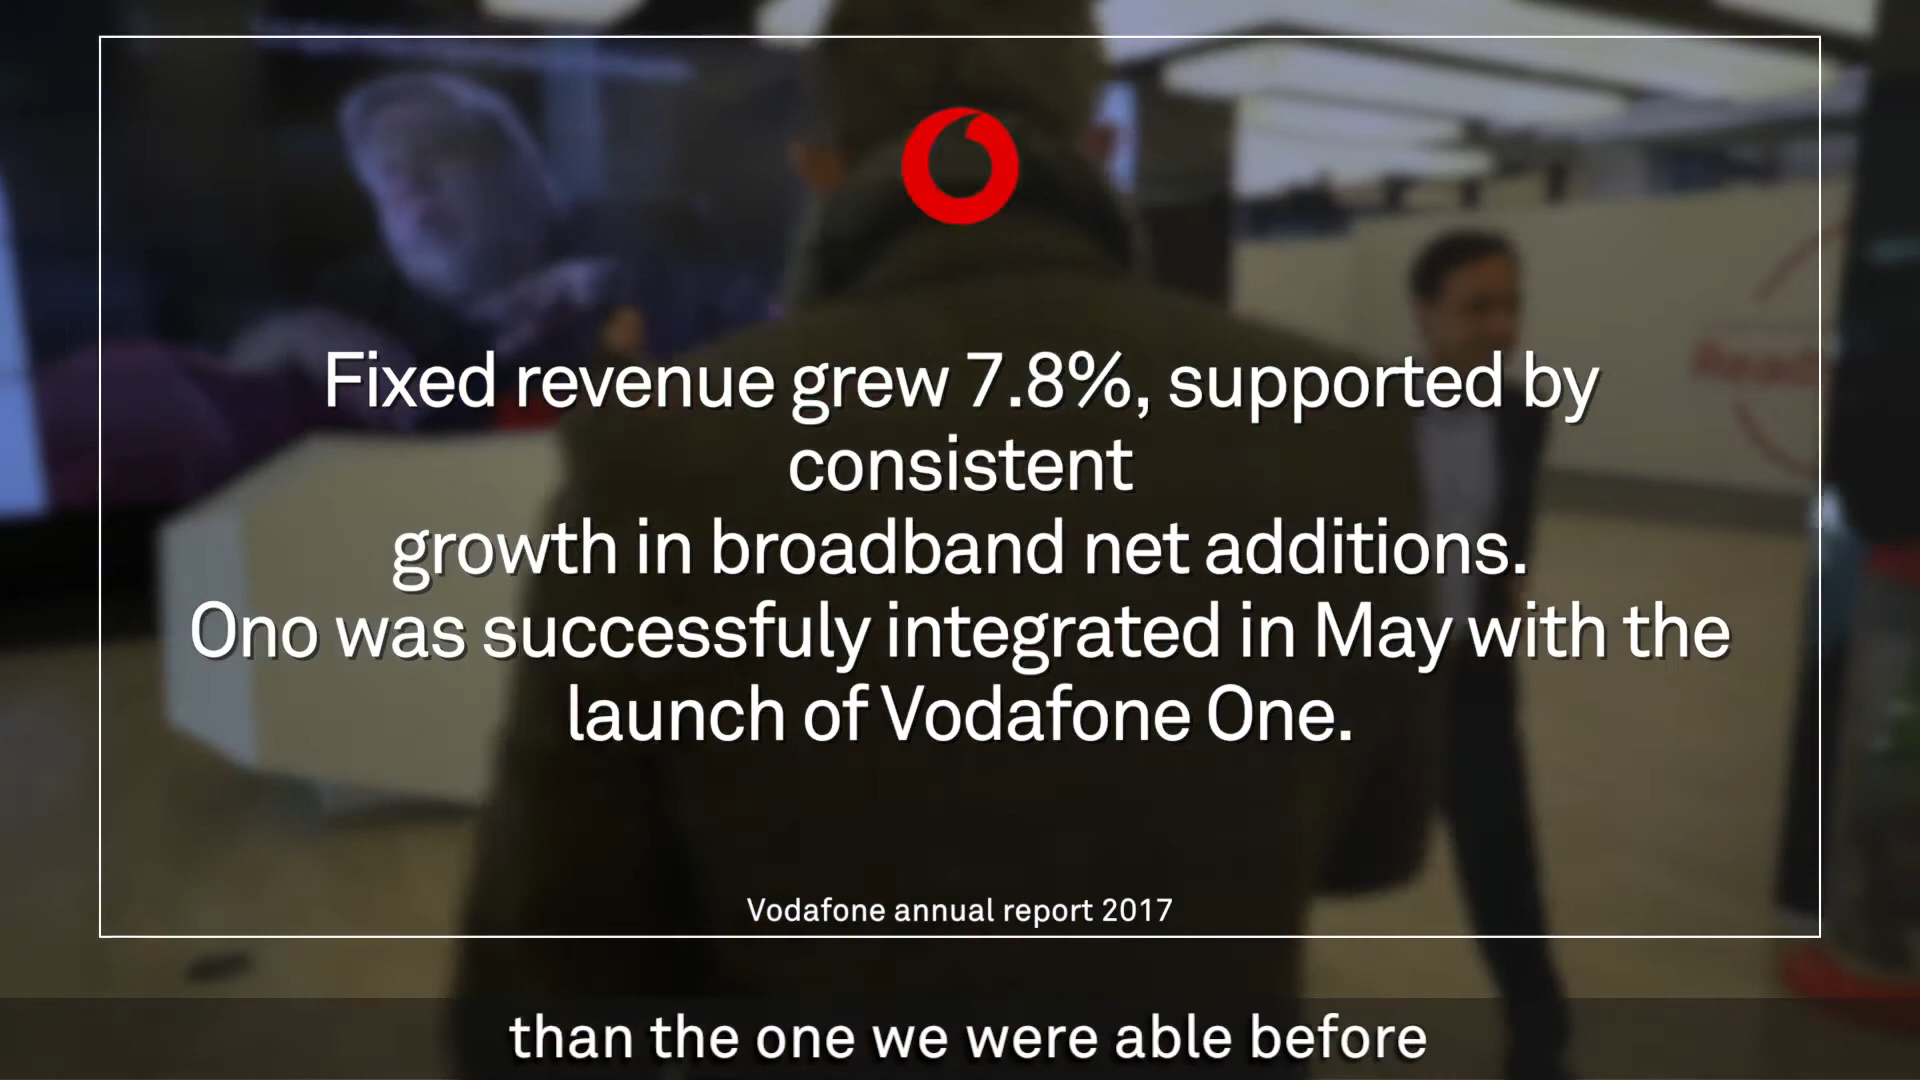 Fixed revenue grew 7.8%, supported by
consistent
growth in broadband net additions.
Ono was successfuly integrated in May with the
launch of Vodafone One.
Vodafone annual report 2017
than the one we were able before